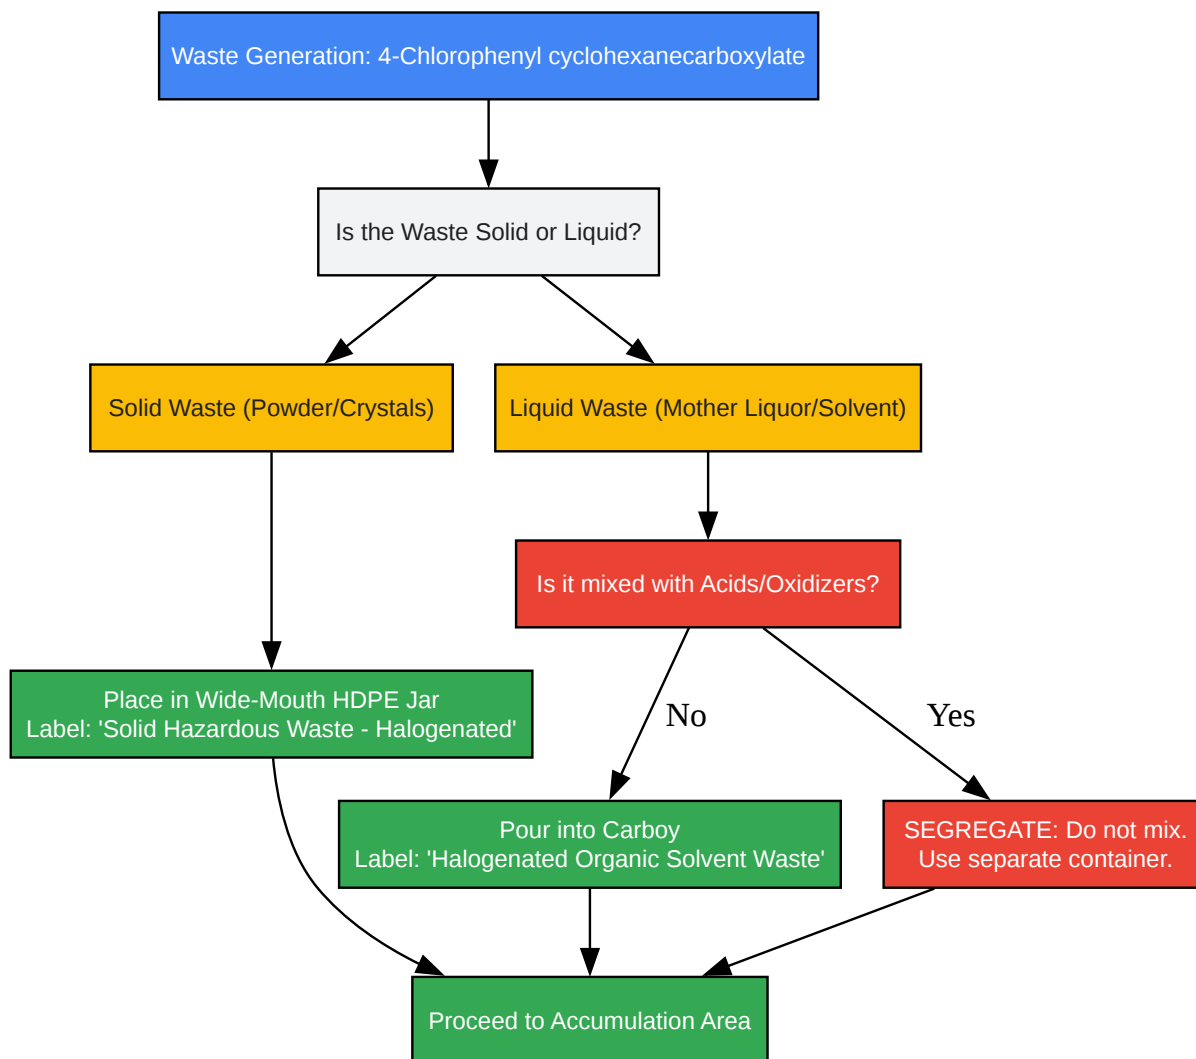 Waste Generation: 4-Chlorophenyl cyclohexanecarboxylate
Is the Waste Solid or Liquid?
Solid Waste (Powder/Crystals)
Liquid Waste (Mother Liquor/Solvent)
Is it mixed with Acids/Oxidizers?
Place in Wide-Mouth HDPE Jar
Label: 'Solid Hazardous Waste - Halogenated'
No
Yes
Pour into Carboy
Label: 'Halogenated Organic Solvent Waste'
SEGREGATE: Do not mix.
Use separate container.
Proceed to Accumulation Area